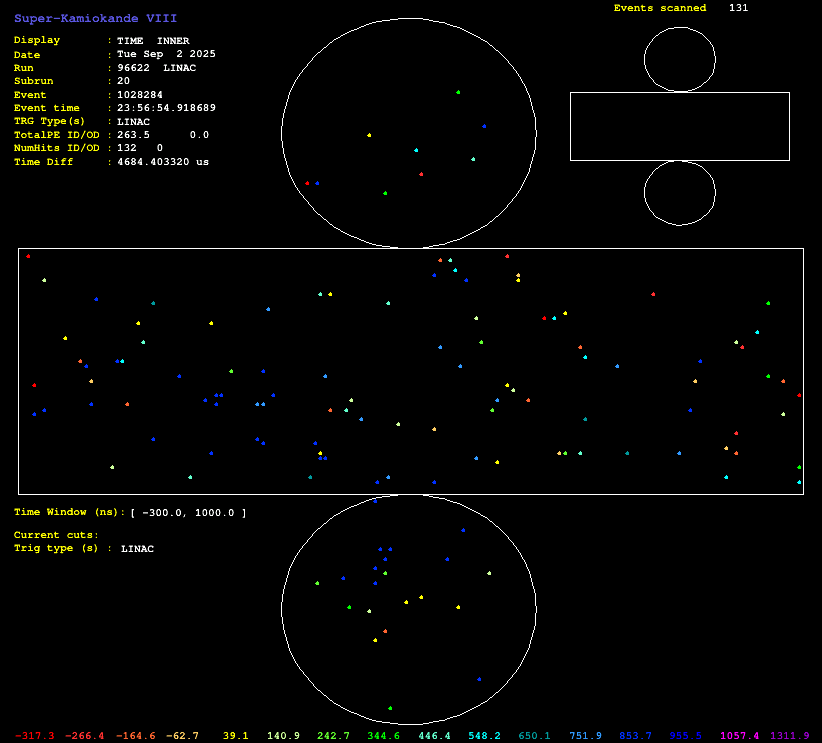 Super-Kamiokande VIII
Events scanned 131
Display : TIME INNER
Date : Tue Sep 2 2025
Run : 96622 LINAC
Subrun : 20
Event : 1028284
Event time : 23:56:54.918689
TRG Type(s) : LINAC
TotalPE ID/OD : 263.5 0.0
NumHits ID/OD : 132 0
Time Diff : 4684.403320 us
Time Window (ns): [ -300.0, 1000.0 ]
Current cuts:
Trig type (s) : LINAC
-317.3 -266.4 -164.6 -62.7 39.1 140.9 242.7 344.6 446.4 548.2 650.1 751.9 853.7 955.5 1057.4 1311.9